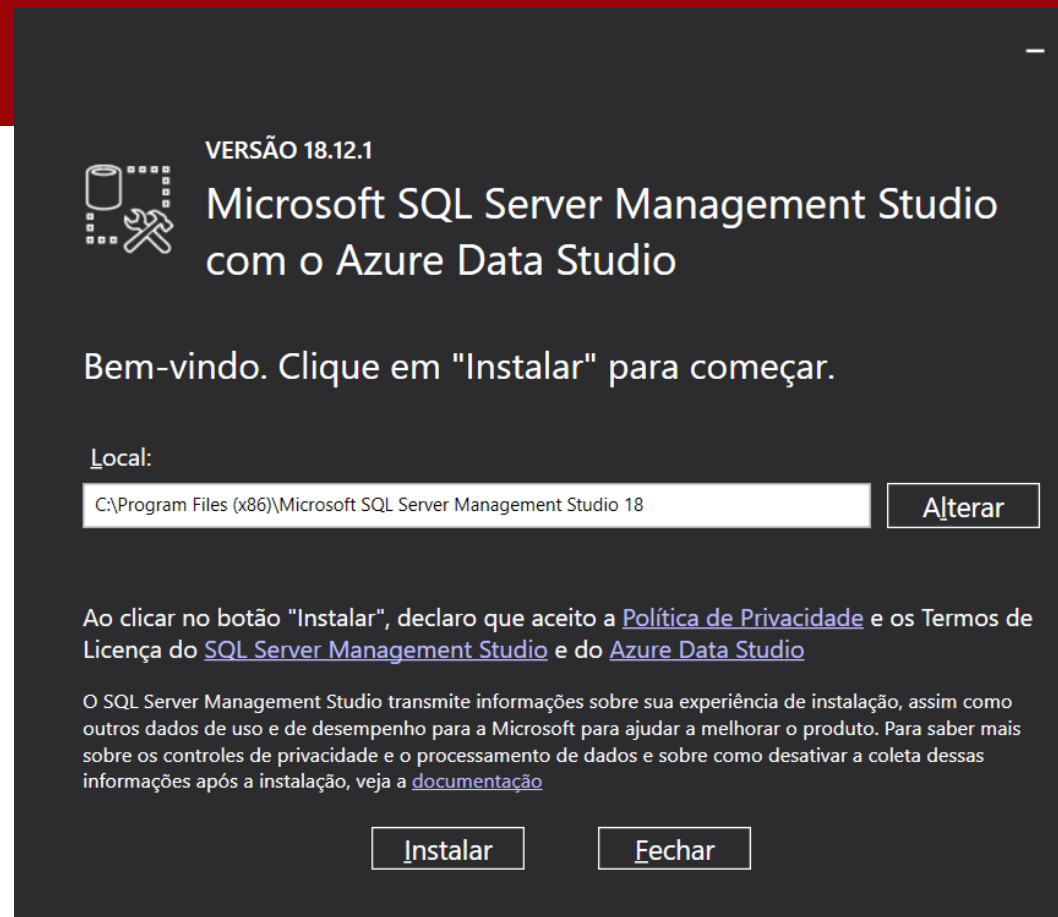 VERSÃO 18.12.1
Microsoft SQL Server Management Studio
com o Azure Data Studio
Bem-vindo. Clique em "Instalar" para começar.
Local:
C:\Program Files (x86)\Microsoft SQL Server Management Studio 18
Alterar
Ao clicar no botão "Instalar", declaro que aceito a Política de Privacidade e os Termos de
Licença do SQL Server Management Studio e do Azure Data Studio
O SQL Server Management Studio transmite informações sobre sua experiência de instalação, assim como
outros dados de uso e de desempenho para a Microsoft para ajudar a melhorar o produto. Para saber mais
sobre os controles de privacidade e o processamento de dados e sobre como desativar a coleta dessas
informações após a instalação, veja a documentação
Instalar
Fechar